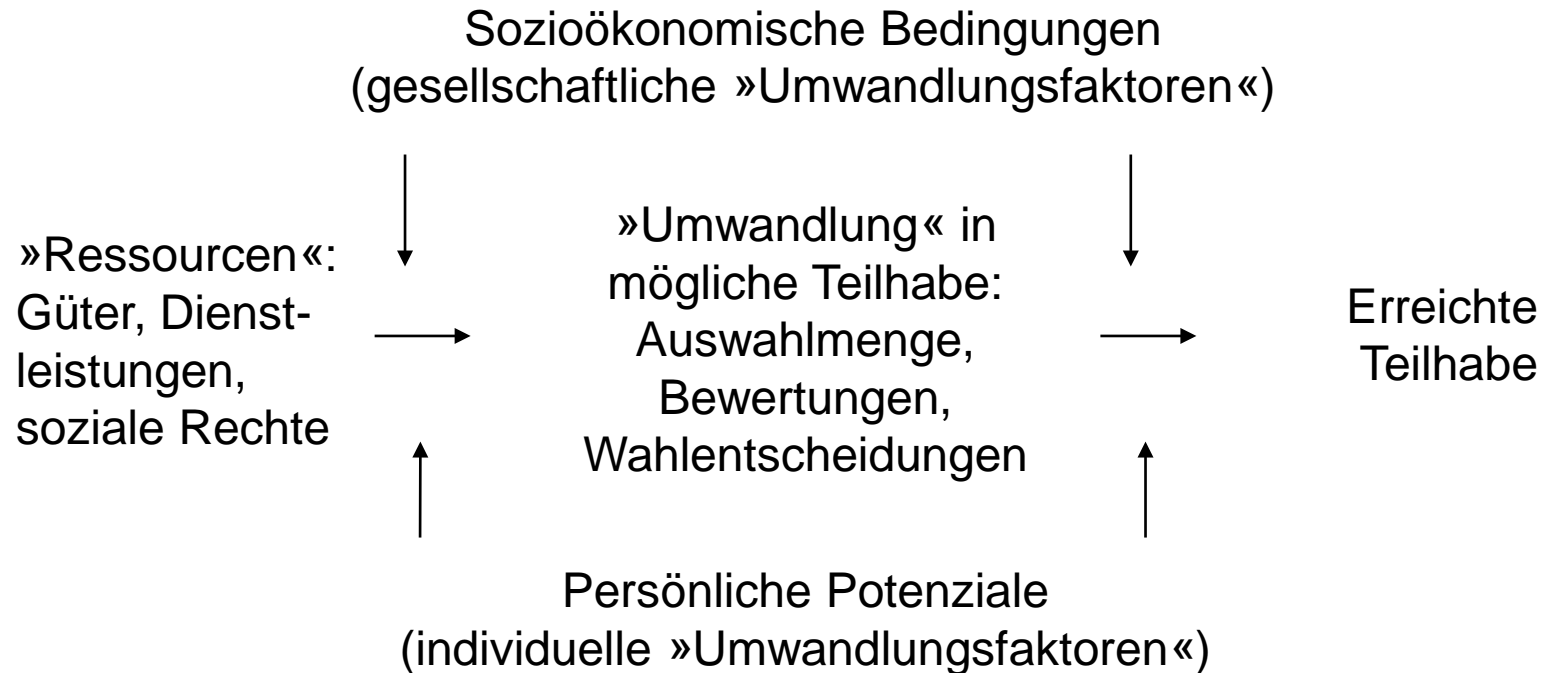 Sozioökonomische Bedingungen
(gesellschaftliche »Umwandlungsfaktoren«)
»Ressourcen«:
Güter, Dienst-
leistungen,
soziale Rechte
»Umwandlung« in
mögliche Teilhabe:
Auswahlmenge,
Bewertungen,
Wahlentscheidungen
Erreichte
Teilhabe
Persönliche Potenziale
(individuelle »Umwandlungsfaktoren«)